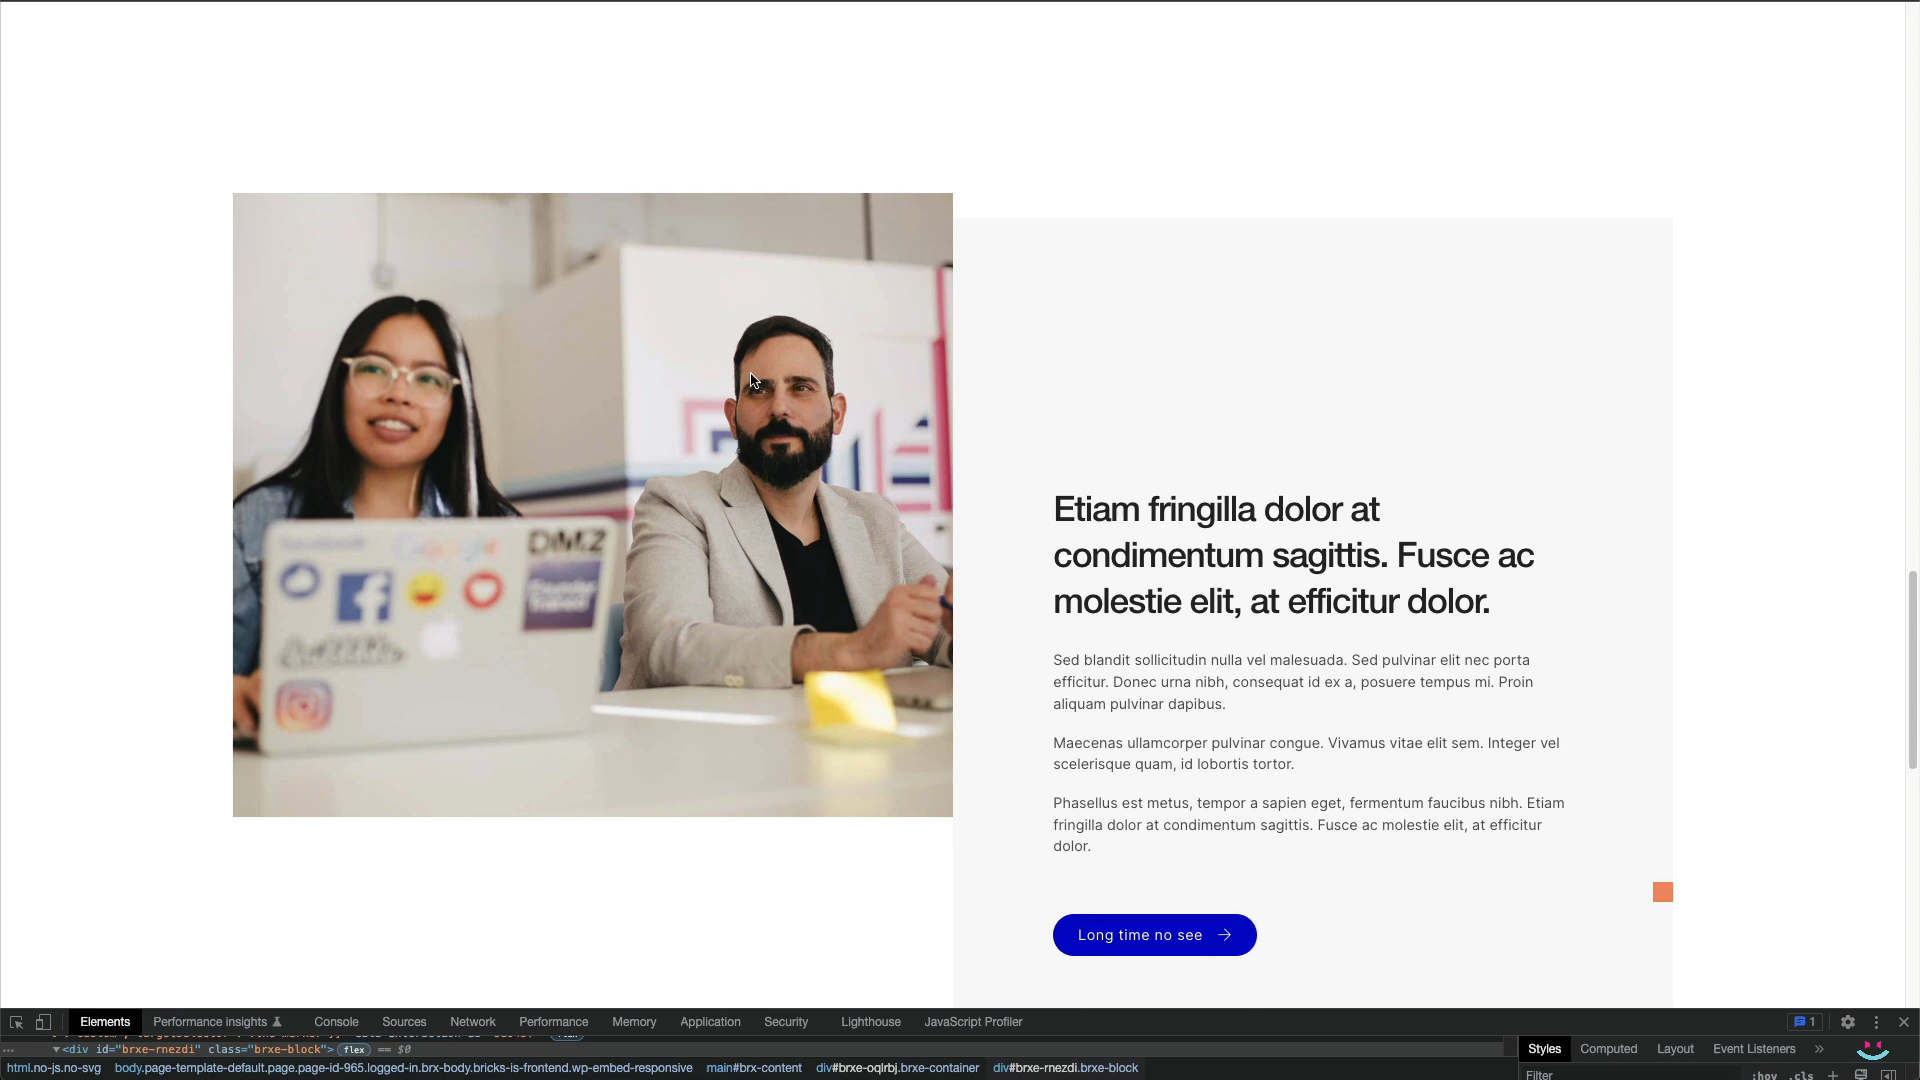 Google
DMZ
Etiam fringilla dolor at
condimentum sagittis. Fusce ac
molestie elit, at efficitur dolor.
Sed blandit sollicitudin nulla vel malesuada. Sed pulvinar elit nec porta
efficitur. Donec urna nibh, consequat id ex a, posuere tempus mi. Proin
aliquam pulvinar dapibus.
Maecenas ullamcorper pulvinar congue. Vivamus vitae elit sem. Integer vel
scelerisque quam, id lobortis tortor.
Phasellus est metus, tempor a sapien eget, fermentum faucibus nibh. Etiam
fringilla dolor at condimentum sagittis. Fusce ac molestie elit, at efficitur
dolor.
Long time no see
Elements Performance insights Console Sources Network Performance Memory Application Security Lighthouse JavaScript Profiler 1
<div id="brxe-rnezdi" class="brxe-block"> flex == $0
Styles Computed Layout Event Listeners »
html.no-js.no-svg body.page-template-default.page.page-id-965.logged-in.brx-body.bricks-is-frontend.wp-embed-responsive main#brx-content div#brxe-oqlrbj.brxe-container div#brxe-rnezdi.brxe-block
Filter :hov .cls +